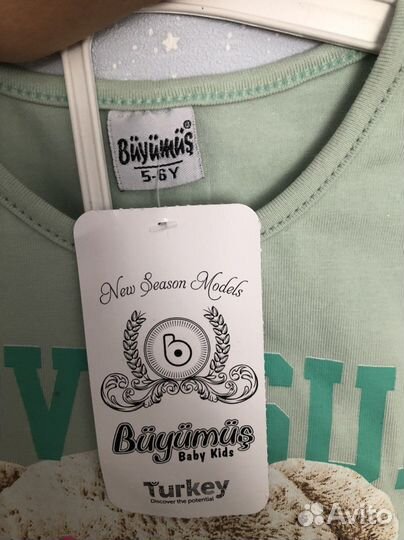 Büyümüş
5-6Y
New Season Models
b
Büyümüş
Baby Kids
Turkey
Discover the potential
Avito